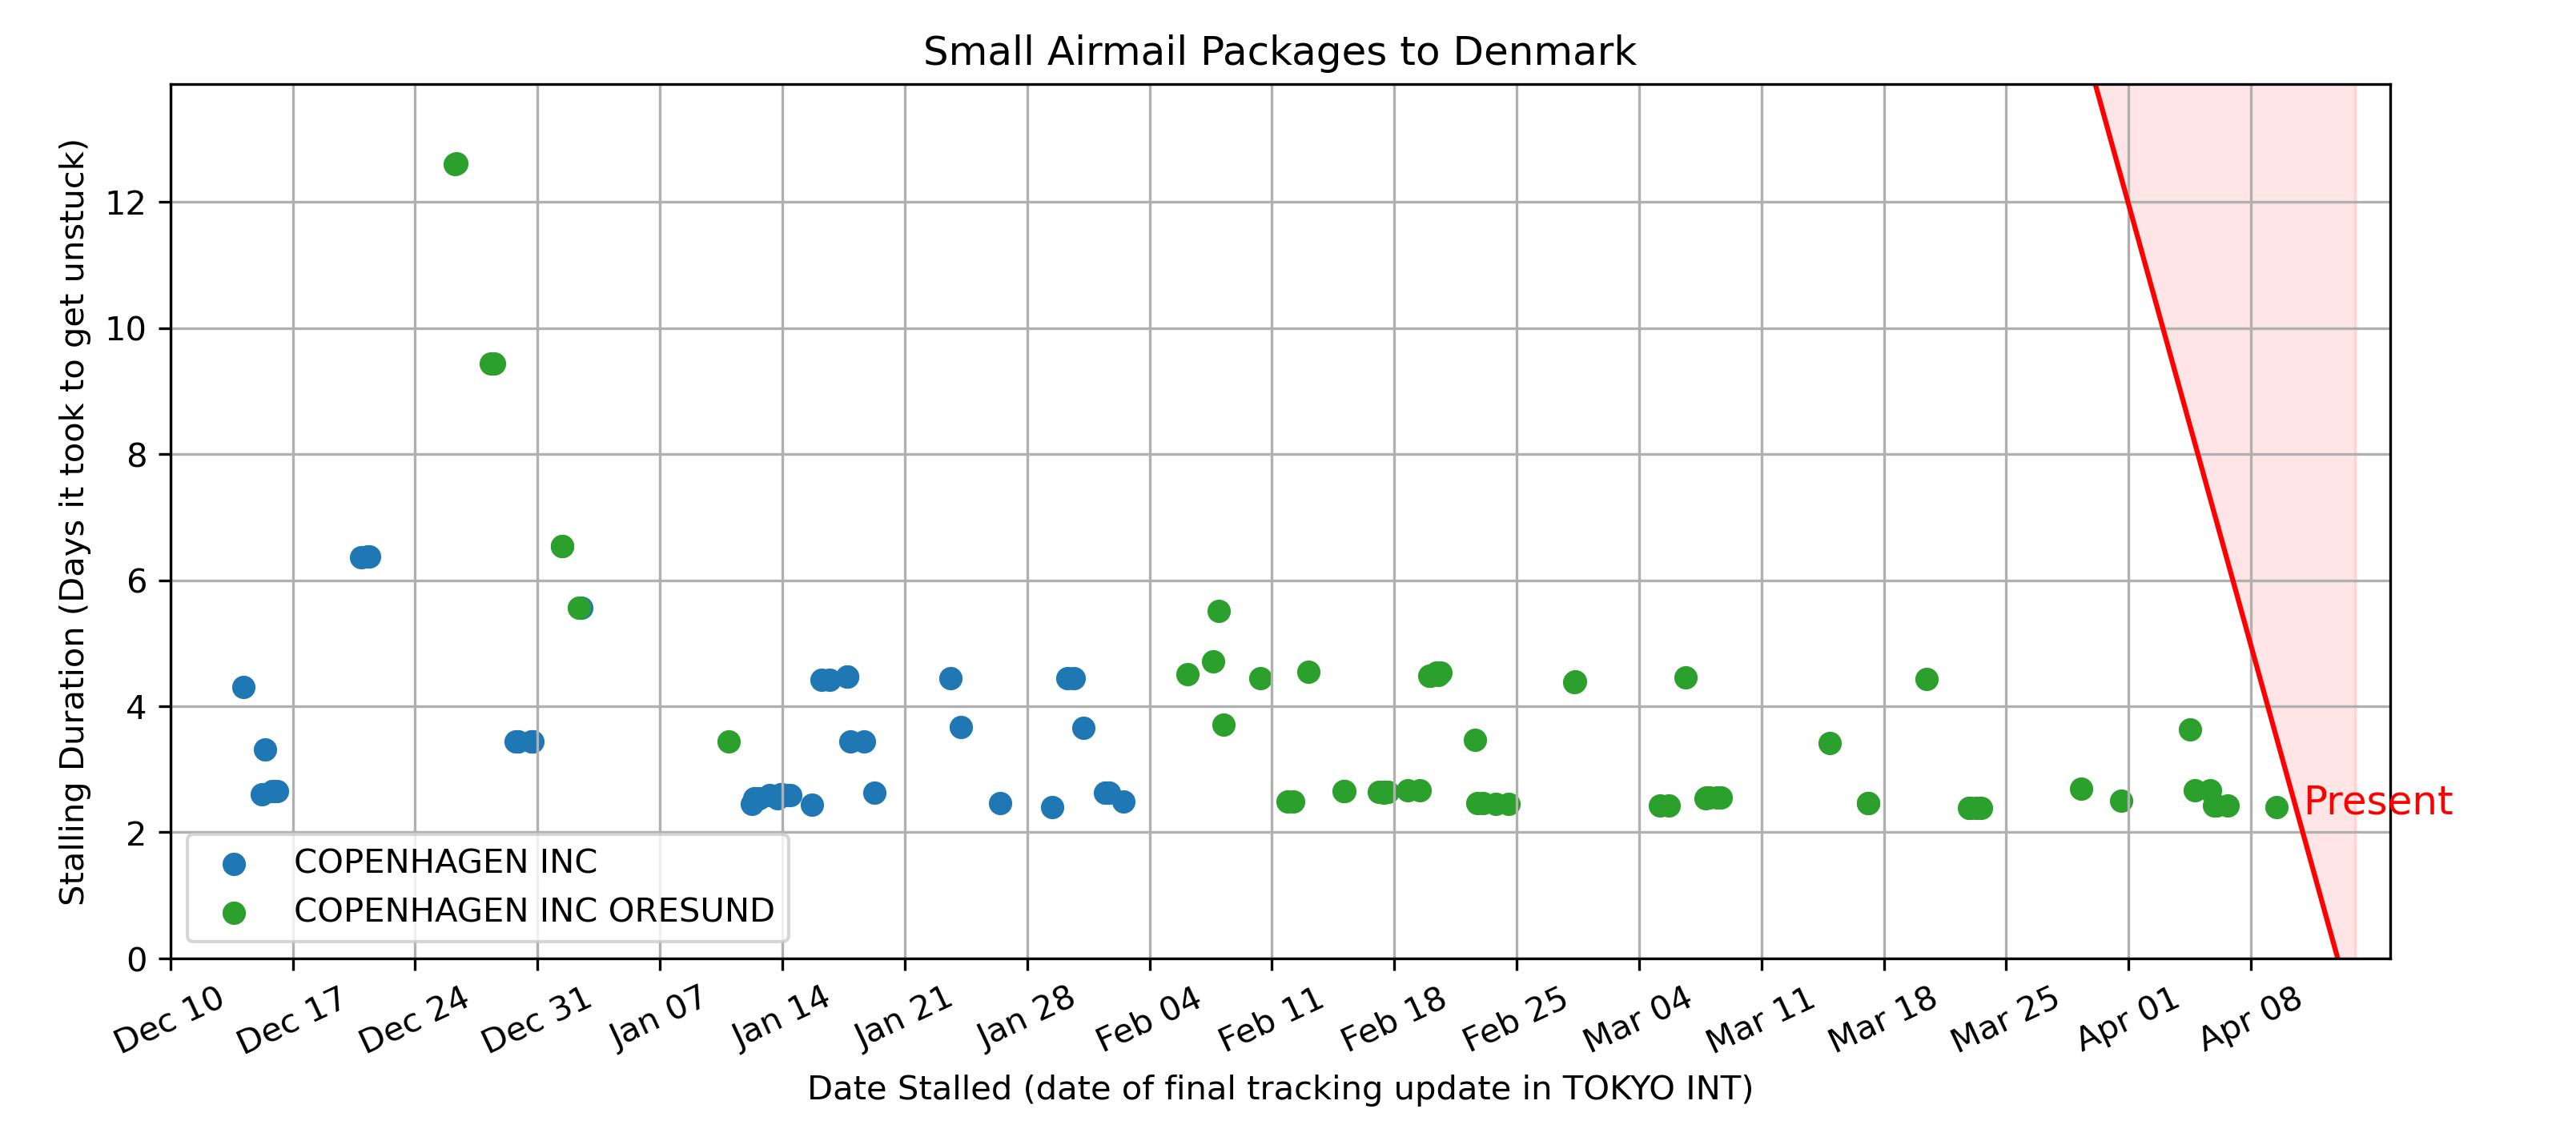 Small Airmail Packages to Denmark
Stalling Duration (Days it took to get unstuck)
12
10
8
6
4
2
0
Present
COPENHAGEN INC
COPENHAGEN INC ORESUND
Dec 10
Dec 17
Dec 24
Dec 31
Jan 07
Jan 14
Jan 21
Jan 28
Feb 04
Feb 11
Feb 18
Feb 25
Mar 04
Mar 11
Mar 18
Mar 25
Apr 01
Apr 08
Date Stalled (date of final tracking update in TOKYO INT)